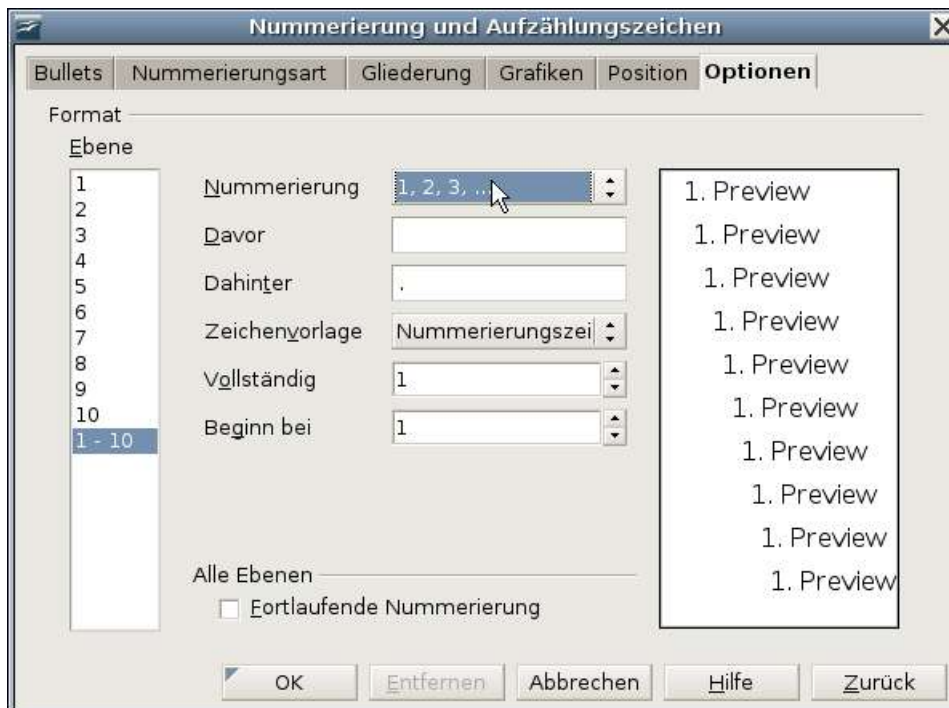 Nummerierung und Aufzählungszeichen
Bullets Nummerierungsart Gliederung Grafiken Position Optionen
Format
Ebene
1
2
3
4
5
6
7
8
9
10
1 - 10
Nummerierung 1, 2, 3, ...
Davor
Dahinter .
Zeichenvorlage Nummerierungszei
Vollständig 1
Beginn bei 1
Alle Ebenen
Fortlaufende Nummerierung
1. Preview
1. Preview
1. Preview
1. Preview
1. Preview
1. Preview
1. Preview
1. Preview
1. Preview
1. Preview
OK Entfernen Abbrechen Hilfe Zurück